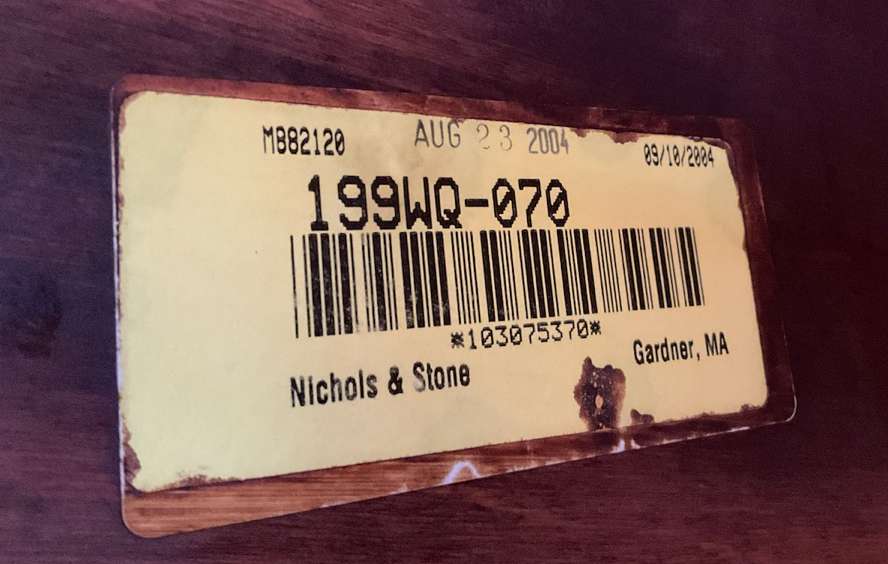 MB82120 AUG 23 2004 09/10/2004
199WQ-070
*103075370*
Nichols & Stone Gardner, MA